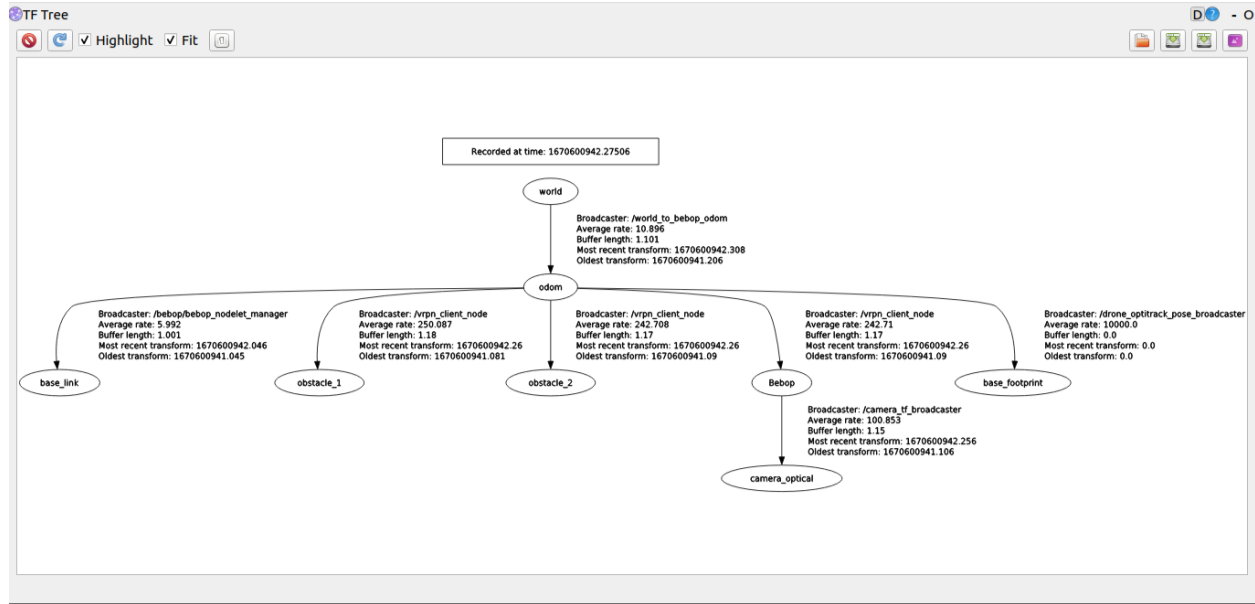 TF Tree
D
- O
Highlight
Fit
Recorded at time: 1670600942.27506
world
Broadcaster: /world_to_bebop_odom
Average rate: 10.896
Buffer length: 1.101
Most recent transform: 1670600942.308
Oldest transform: 1670600941.206
odom
Broadcaster: /bebop/bebop_nodelet_manager
Average rate: 5.992
Buffer length: 1.001
Most recent transform: 1670600942.046
Oldest transform: 1670600941.045
Broadcaster: /vrpn_client_node
Average rate: 250.087
Buffer length: 1.18
Most recent transform: 1670600942.26
Oldest transform: 1670600941.081
Broadcaster: /vrpn_client_node
Average rate: 242.708
Buffer length: 1.17
Most recent transform: 1670600942.26
Oldest transform: 1670600941.09
Broadcaster: /vrpn_client_node
Average rate: 242.71
Buffer length: 1.17
Most recent transform: 1670600942.26
Oldest transform: 1670600941.09
Broadcaster: /drone_optitrack_pose_broadcaster
Average rate: 10000.0
Buffer length: 0.0
Most recent transform: 0.0
Oldest transform: 0.0
base_link
obstacle_1
obstacle_2
Bebop
base_footprint
Broadcaster: /camera_tf_broadcaster
Average rate: 100.853
Buffer length: 1.15
Most recent transform: 1670600942.256
Oldest transform: 1670600941.106
camera_optical